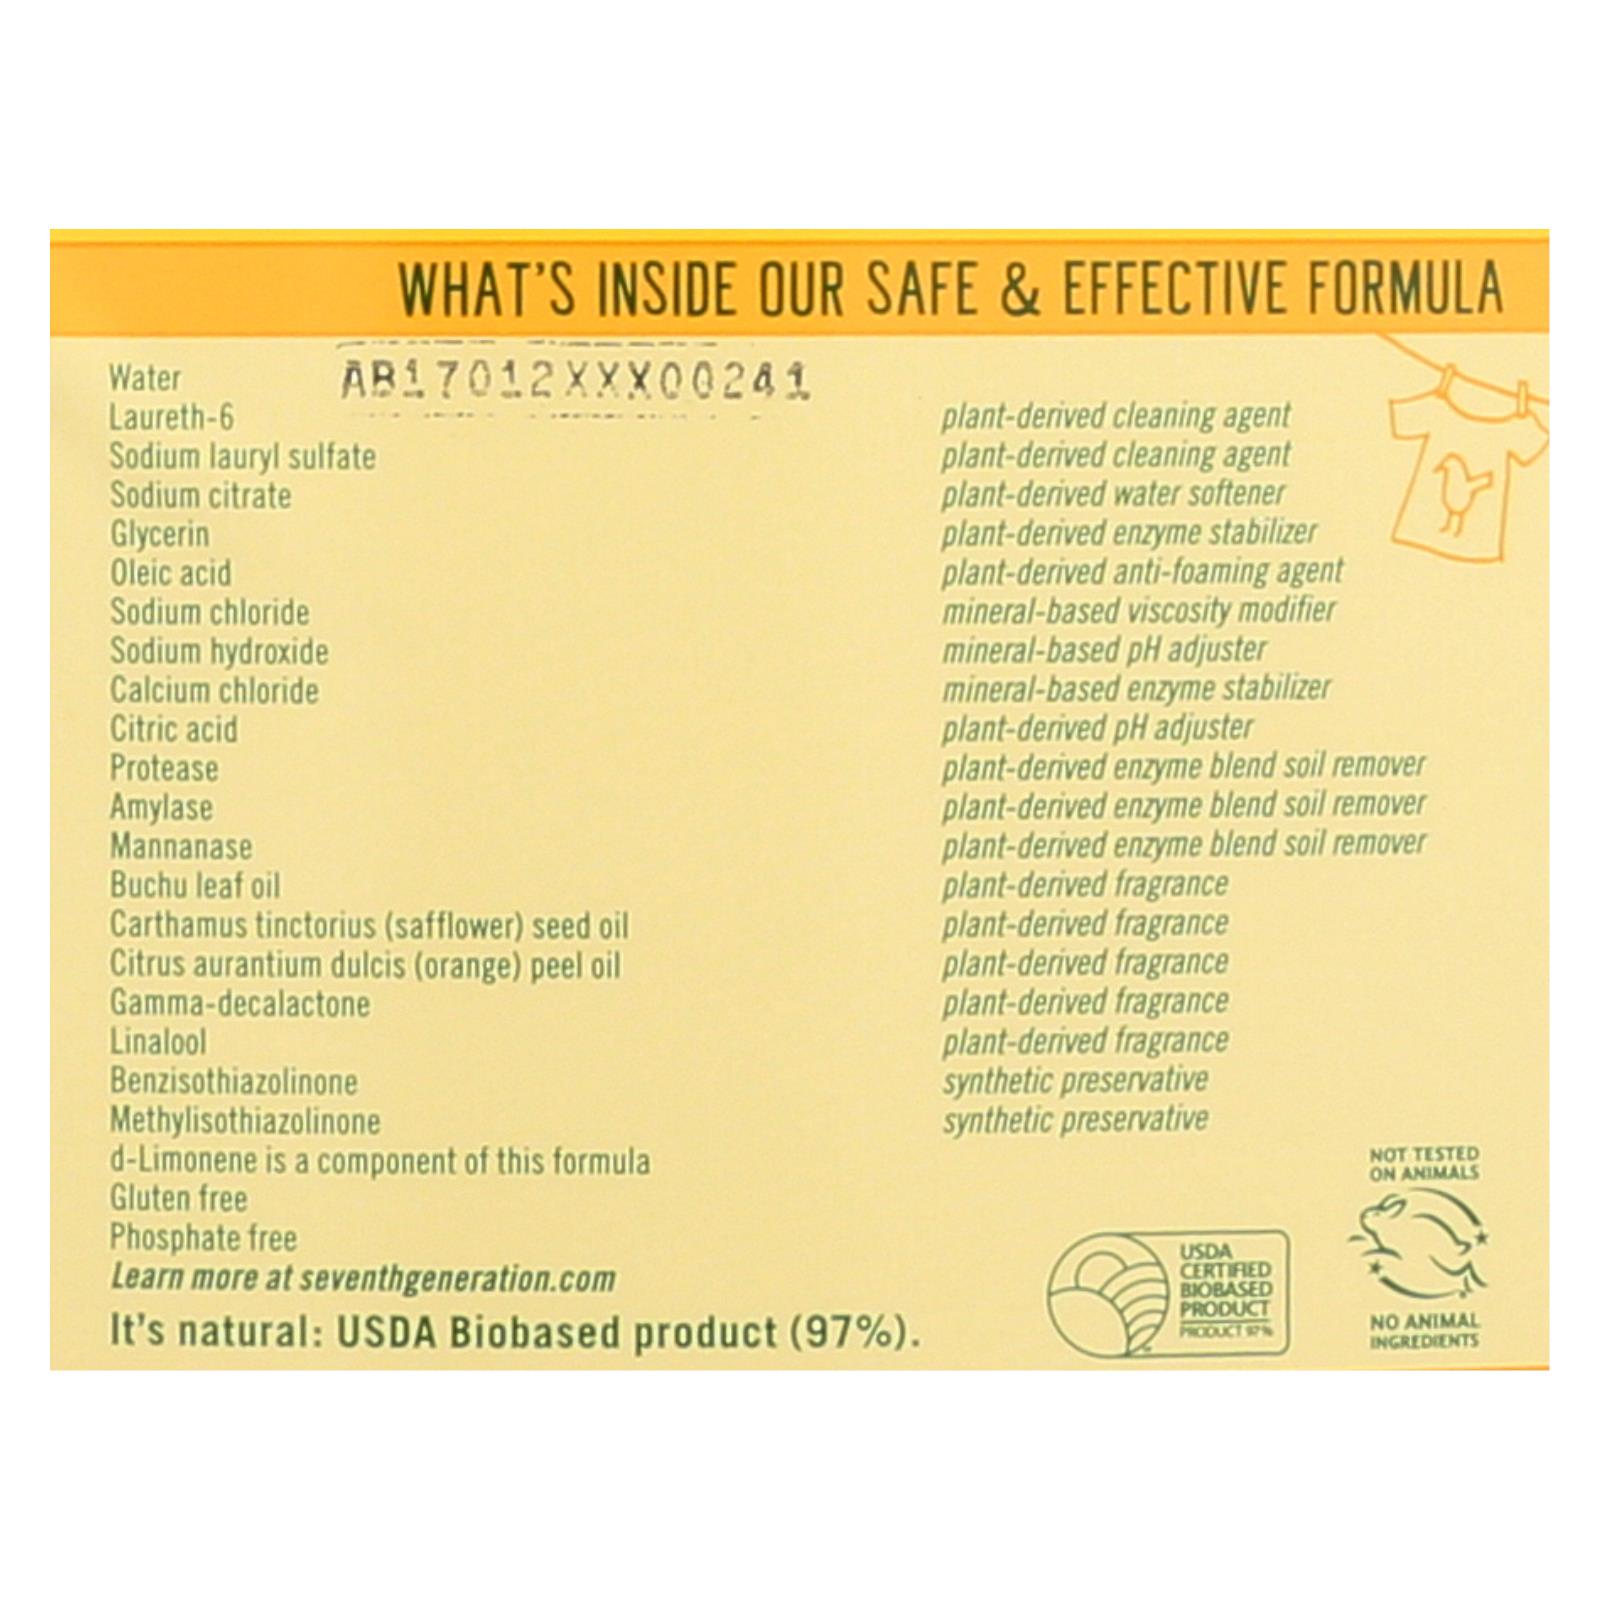 WHAT'S INSIDE OUR SAFE & EFFECTIVE FORMULA
Water
AB17012XXX00241
Laureth-6 plant-derived cleaning agent
Sodium lauryl sulfate plant-derived cleaning agent
Sodium citrate plant-derived water softener
Glycerin plant-derived enzyme stabilizer
Oleic acid plant-derived anti-foaming agent
Sodium chloride mineral-based viscosity modifier
Sodium hydroxide mineral-based pH adjuster
Calcium chloride mineral-based enzyme stabilizer
Citric acid plant-derived pH adjuster
Protease plant-derived enzyme blend soil remover
Amylase plant-derived enzyme blend soil remover
Mannanase plant-derived enzyme blend soil remover
Buchu leaf oil plant-derived fragrance
Carthamus tinctorius (safflower) seed oil plant-derived fragrance
Citrus aurantium dulcis (orange) peel oil plant-derived fragrance
Gamma-decalactone plant-derived fragrance
Linalool plant-derived fragrance
Benzisothiazolinone synthetic preservative
Methylisothiazolinone synthetic preservative
d-Limonene is a component of this formula
Gluten free
Phosphate free
Learn more at seventhgeneration.com
It's natural: USDA Biobased product (97%).
USDA
CERTIFIED
BIOBASED
PRODUCT
PRODUCT 97%
NOT TESTED
ON ANIMALS
NO ANIMAL
INGREDIENTS